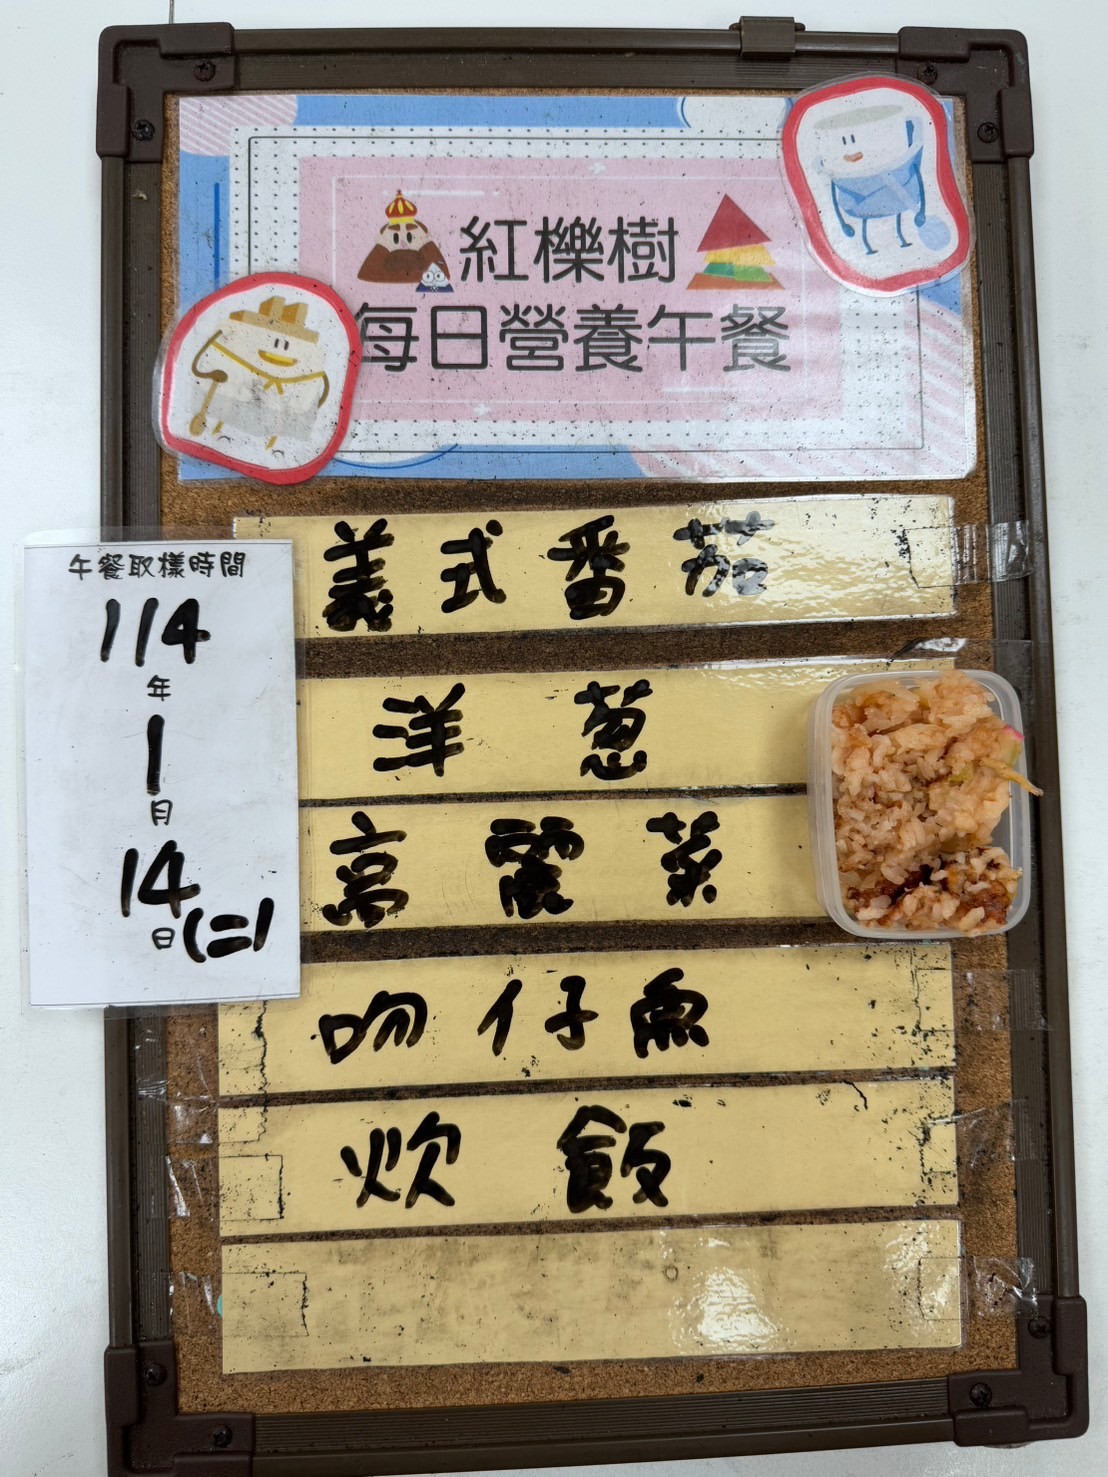 紅櫟樹
每日營養午餐
午餐取樣時間
114
年
1
月
14
日(二)
義式番茄
洋蔥
高麗菜
吻仔魚
炊飯